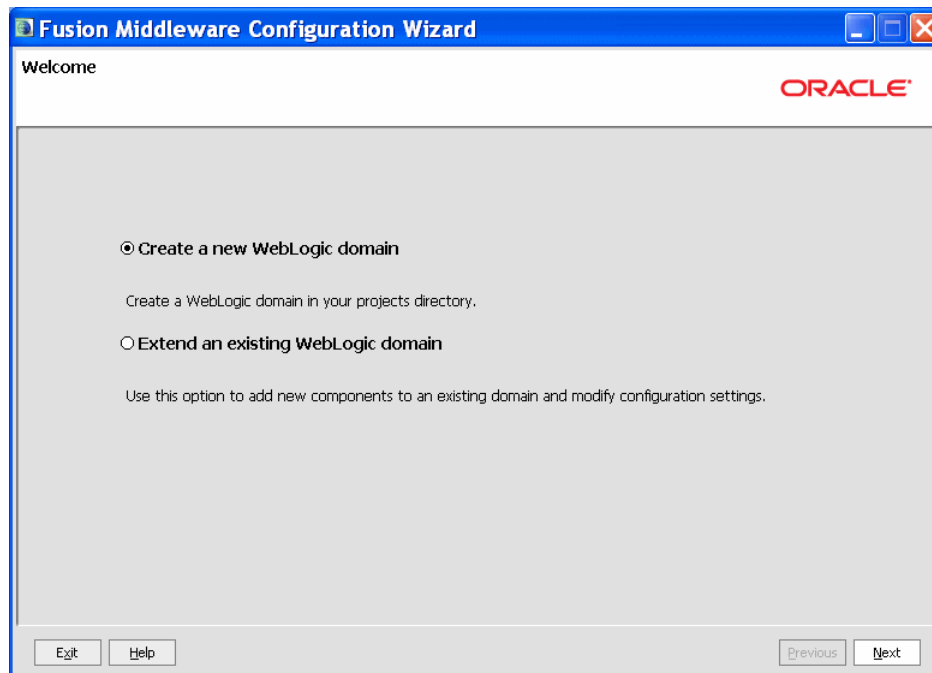 Fusion Middleware Configuration Wizard
Welcome
ORACLE
Create a new WebLogic domain
Create a WebLogic domain in your projects directory.
Extend an existing WebLogic domain
Use this option to add new components to an existing domain and modify configuration settings.
Exit Help Previous Next